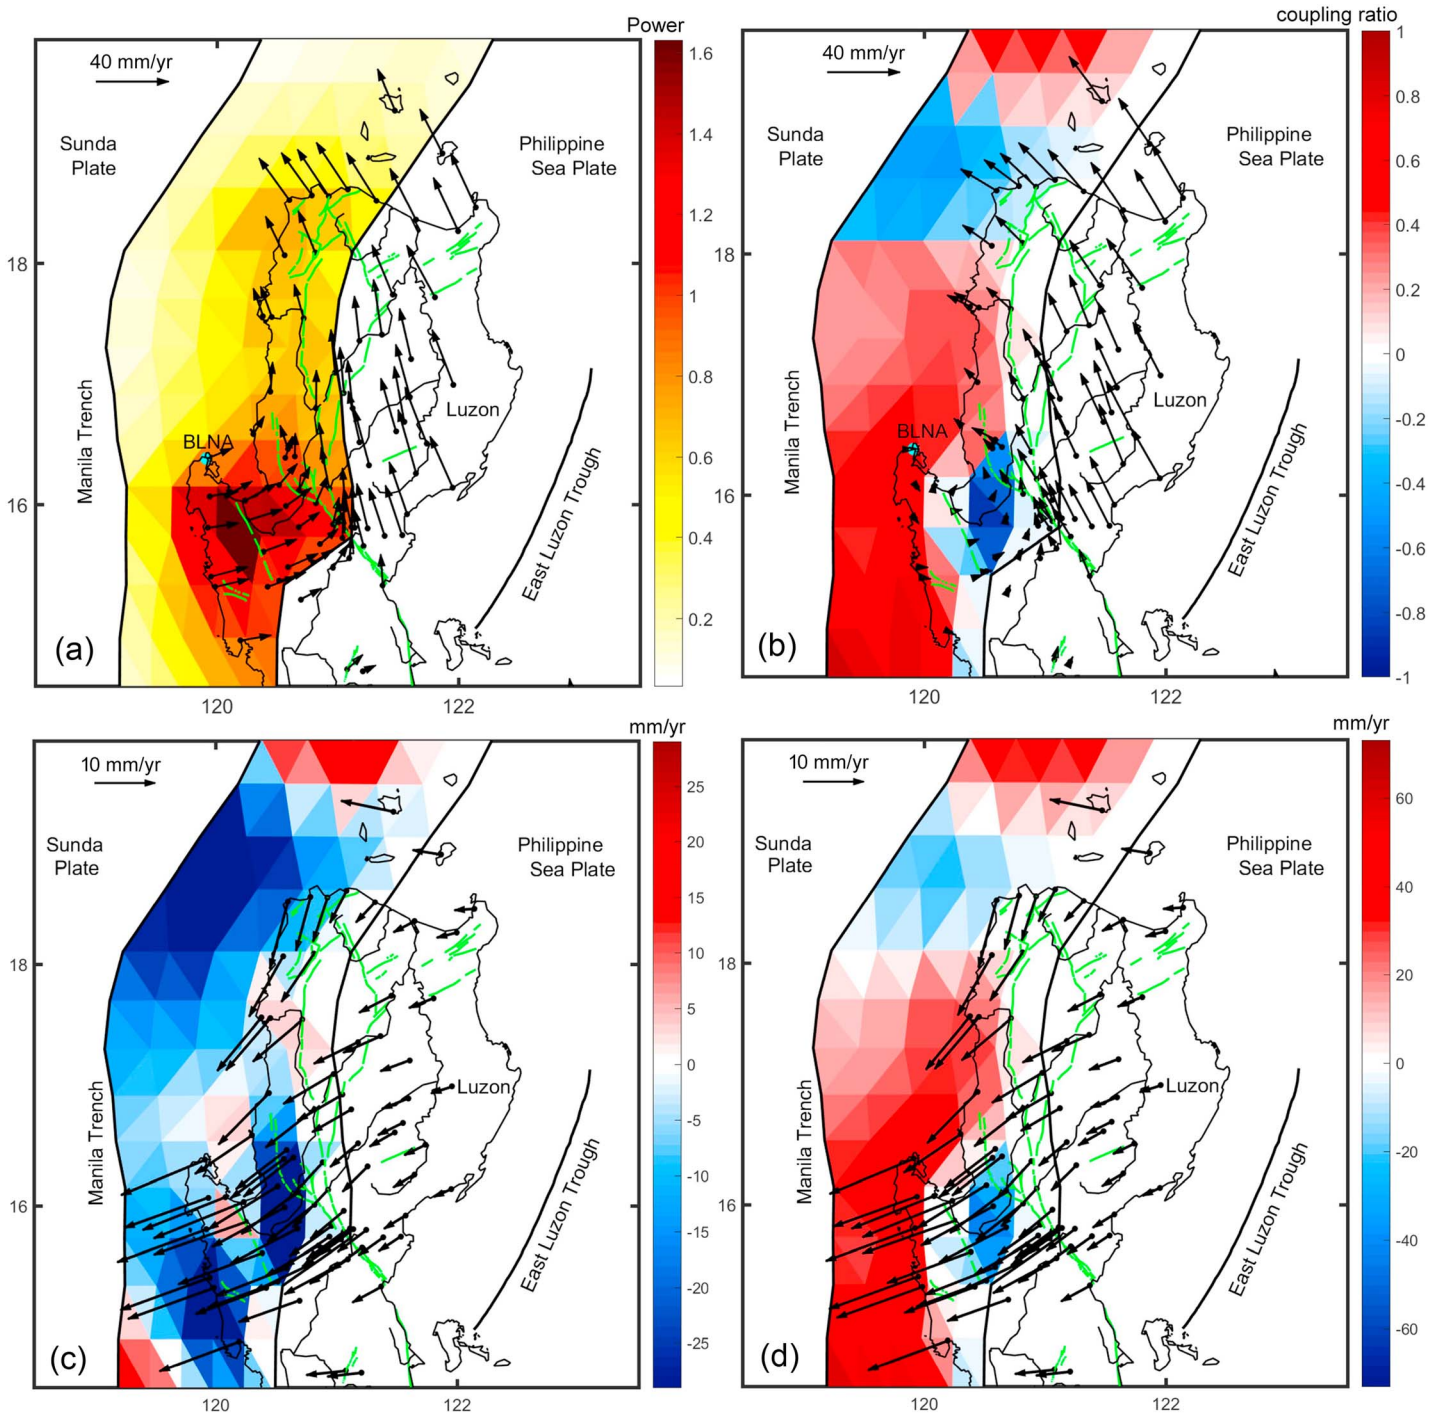 Power
40 mm/yr
1.6
1.4
1.2
1
0.8
0.6
0.4
0.2
Sunda
Plate
Philippine
Sea Plate
18
16
Manila Trench
BLNA
Luzon
East Luzon Trough
(a)
120
122
coupling ratio
40 mm/yr
1
0.8
0.6
0.4
0.2
0
-0.2
-0.4
-0.6
-0.8
-1
Sunda
Plate
Philippine
Sea Plate
18
16
Manila Trench
BLNA
Luzon
East Luzon Trough
(b)
120
122
mm/yr
10 mm/yr
25
20
15
10
5
0
-5
-10
-15
-20
-25
Sunda
Plate
Philippine
Sea Plate
18
16
Manila Trench
Luzon
East Luzon Trough
(c)
120
122
mm/yr
10 mm/yr
60
40
20
0
-20
-40
-60
Sunda
Plate
Philippine
Sea Plate
18
16
Manila Trench
Luzon
East Luzon Trough
(d)
120
122